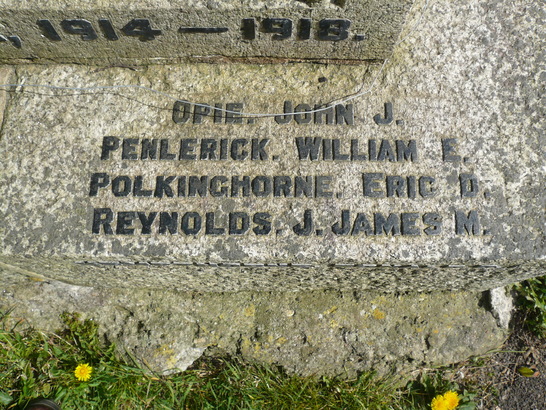 , 1914 — 1918.
OPIE, JOHN J.
PENLERICK, WILLIAM E.
POLKINGHORNE, ERIC D.
REYNOLDS, J. JAMES M.